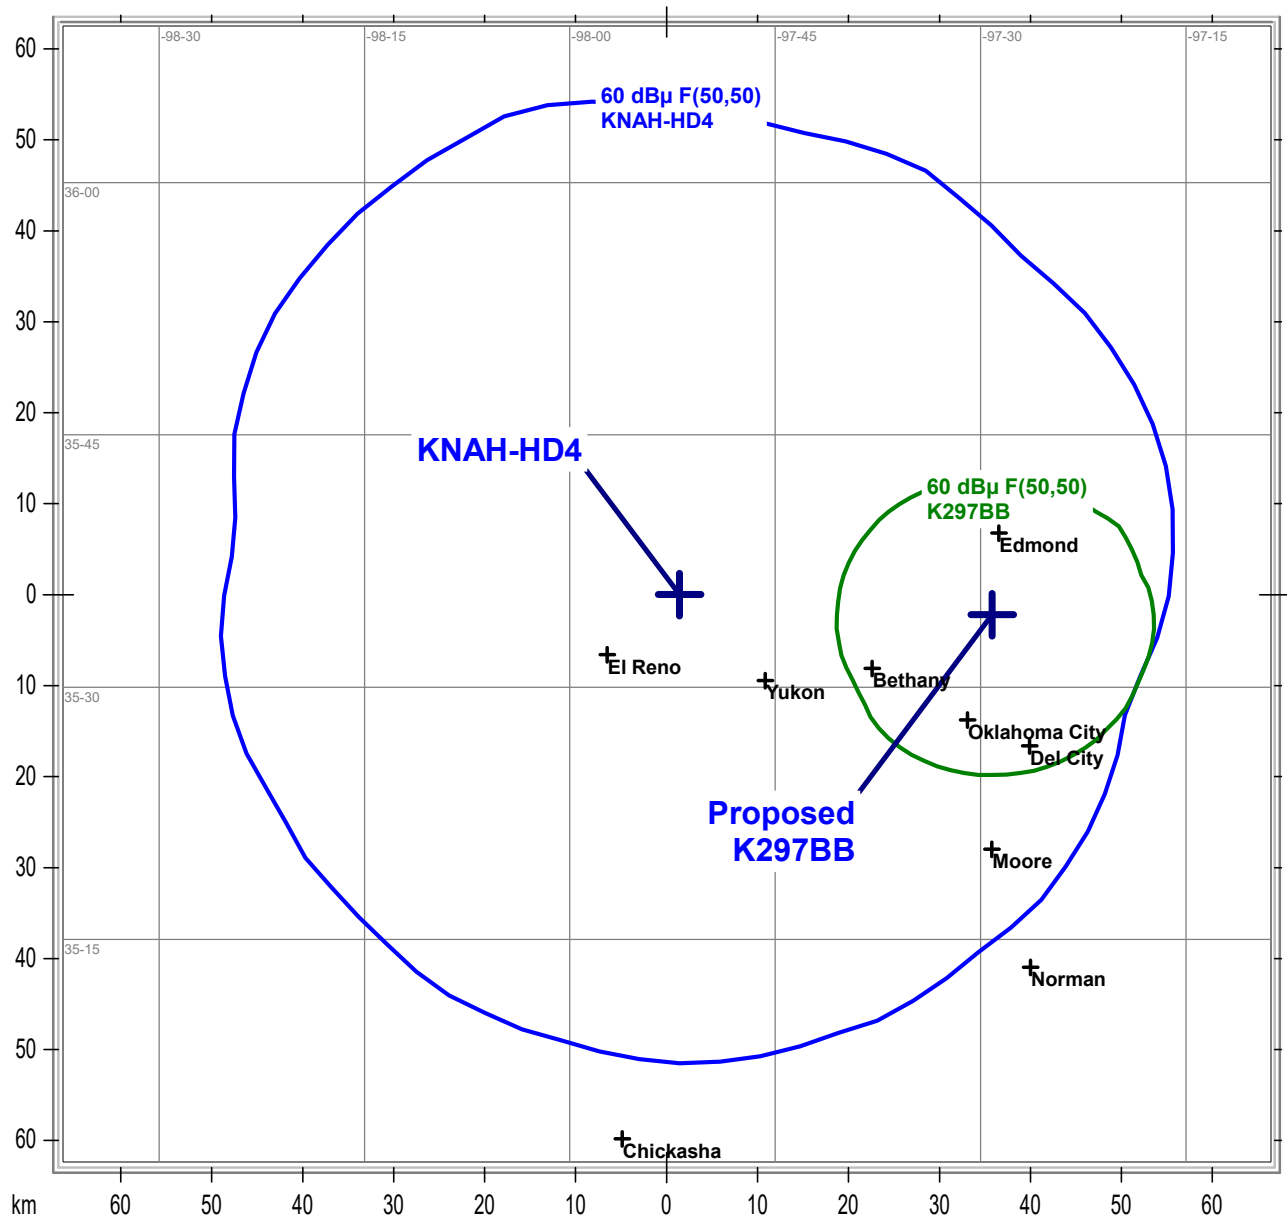 -98-30
-98-15
-98-00
-97-45
-97-30
-97-15
60
60 dBµ F(50,50)
KNAH-HD4
50
36-00
40
30
20
35-45
KNAH-HD4
10
60 dBµ F(50,50)
K297BB
Edmond
0
El Reno
Bethany
10
Yukon
35-30
Oklahoma City
Del City
20
Proposed
K297BB
Moore
30
35-15
40
Norman
50
60
Chickasha
km 60 50 40 30 20 10 0 10 20 30 40 50 60